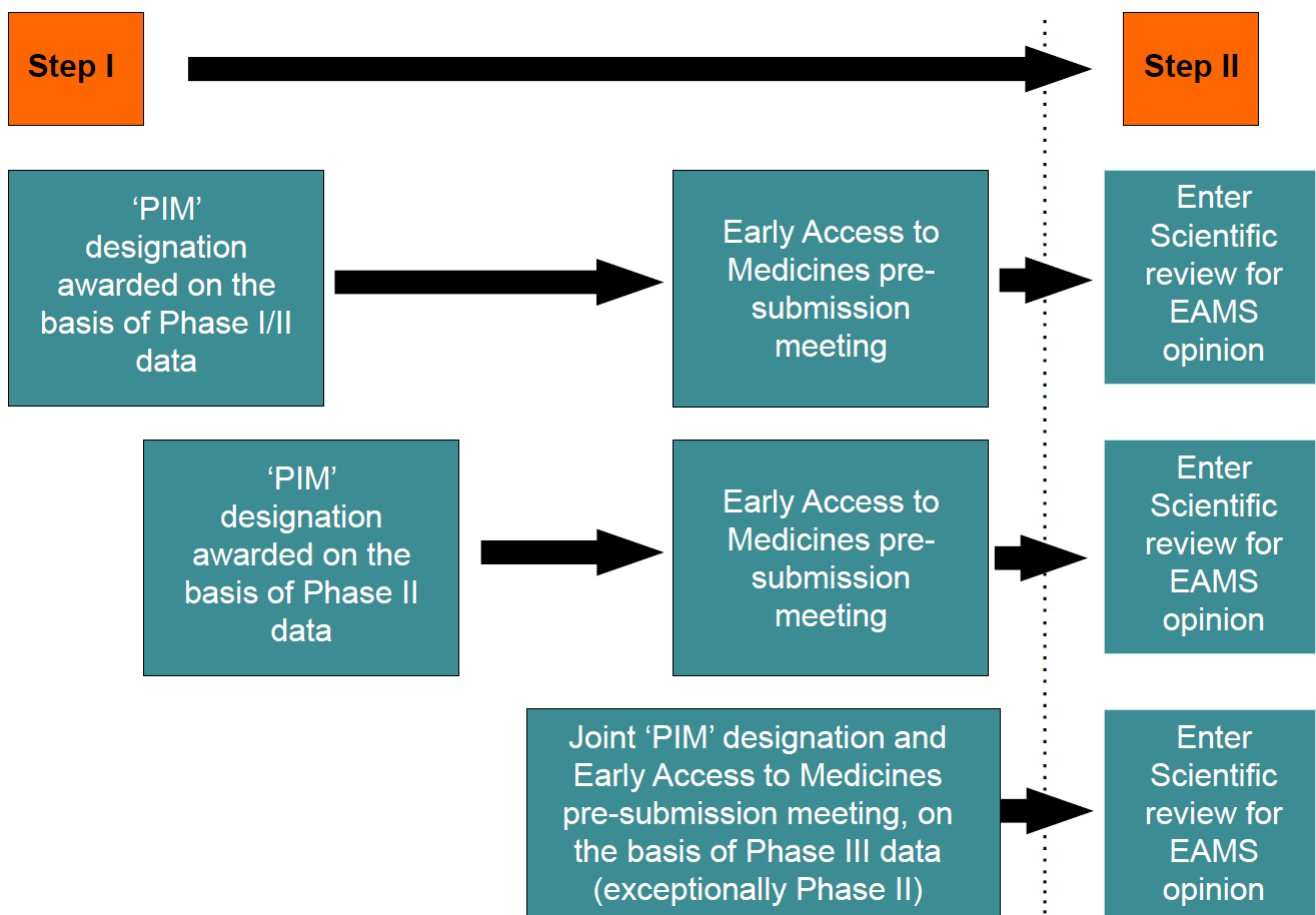 Step I
Step II
‘PIM’
designation
awarded on the
basis of Phase I/II
data
Early Access to
Medicines pre-
submission
meeting
Enter
Scientific
review for
EAMS
opinion
‘PIM’
designation
awarded on the
basis of Phase II
data
Early Access to
Medicines pre-
submission
meeting
Enter
Scientific
review for
EAMS
opinion
Joint ‘PIM’ designation and
Early Access to Medicines
pre-submission meeting, on
the basis of Phase III data
(exceptionally Phase II)
Enter
Scientific
review for
EAMS
opinion